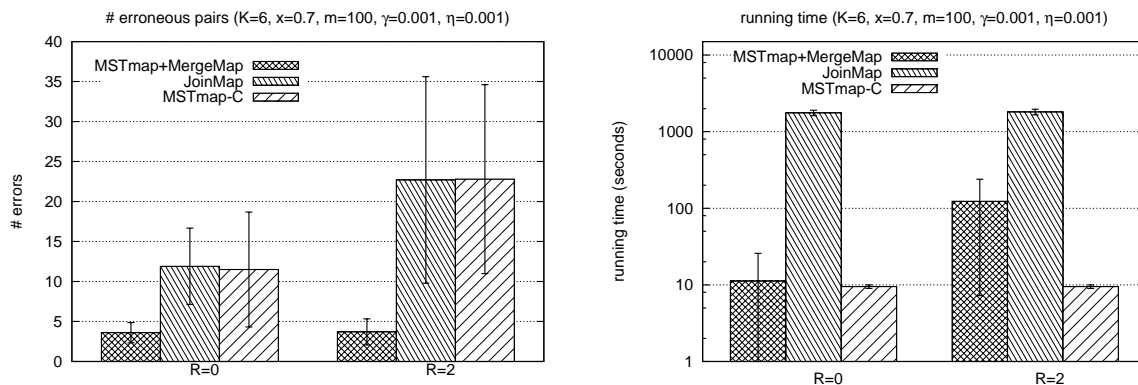 # erroneous pairs (K=6, x=0.7, m=100, γ=0.001, η=0.001)
# errors
40
35
30
25
20
15
10
5
0
MSTmap+MergeMap
JoinMap
MSTmap-C
R=0
R=2
running time (K=6, x=0.7, m=100, γ=0.001, η=0.001)
running time (seconds)
10000
1000
100
10
1
MSTmap+MergeMap
JoinMap
MSTmap-C
R=0
R=2